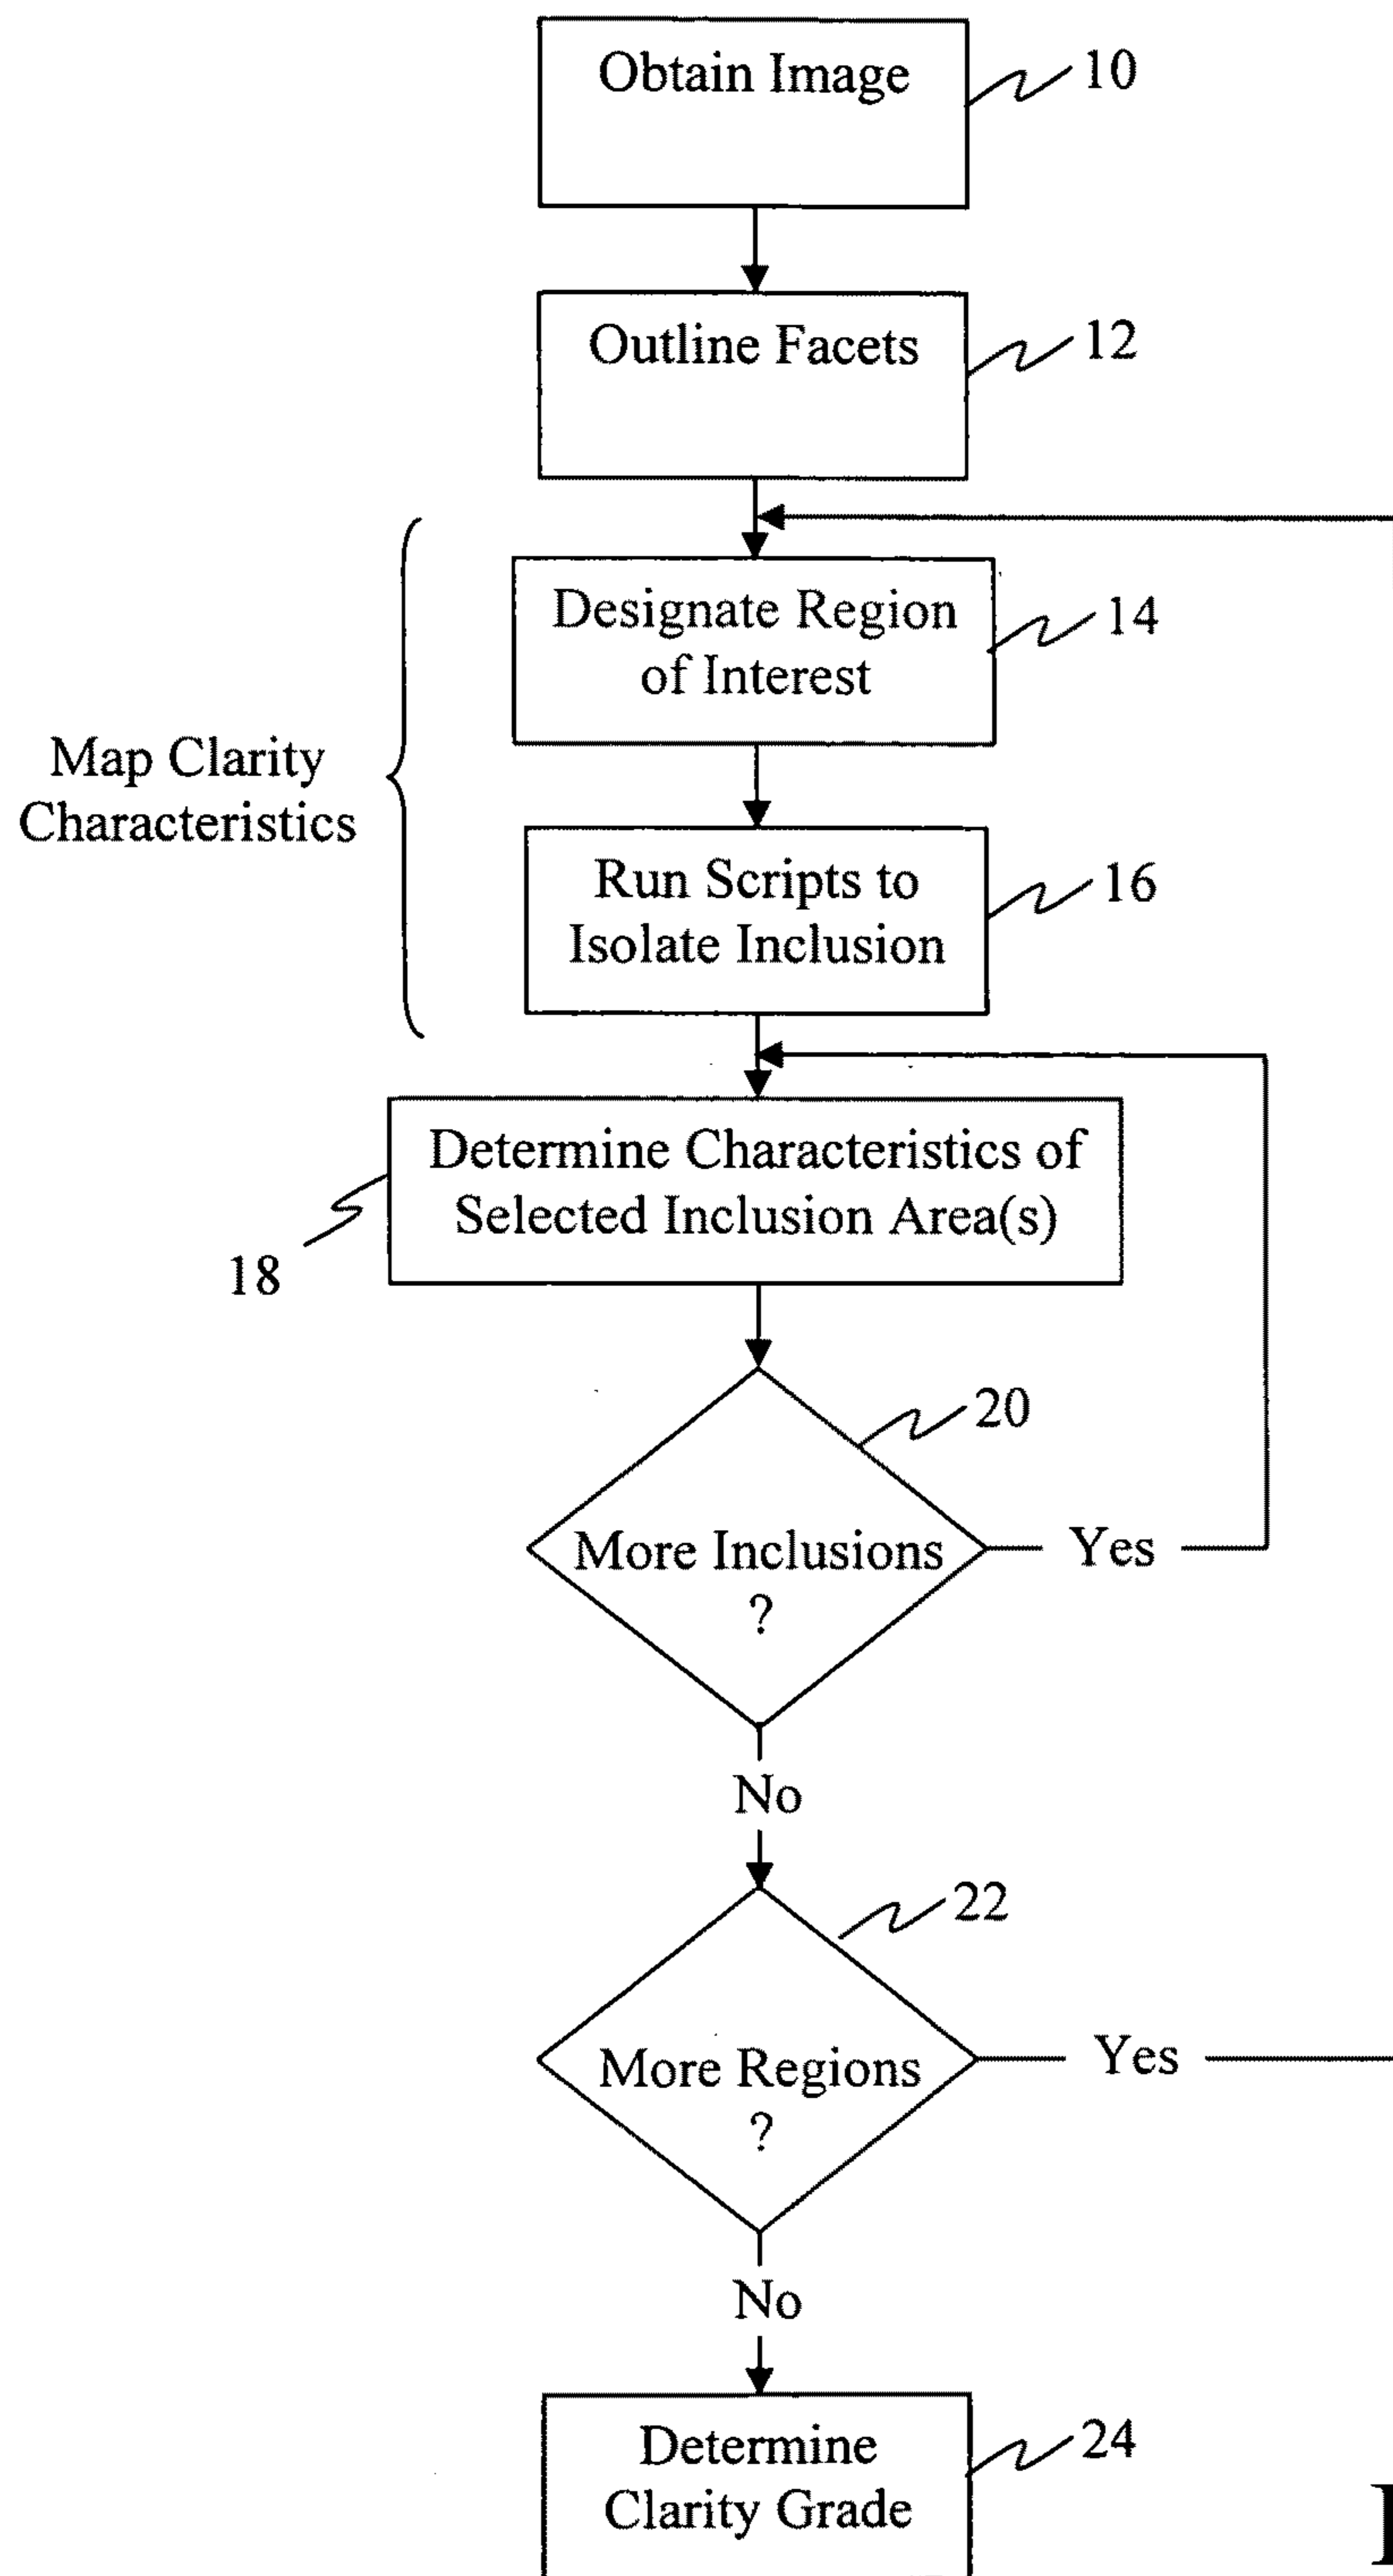 Obtain Image
10
Outline Facets
12
Designate Region
of Interest
14
Map Clarity
Characteristics
Run Scripts to
Isolate Inclusion
16
Determine Characteristics of
Selected Inclusion Area(s)
18
20
More Inclusions
?
Yes
No
22
More Regions
?
Yes
No
Determine
Clarity Grade
24